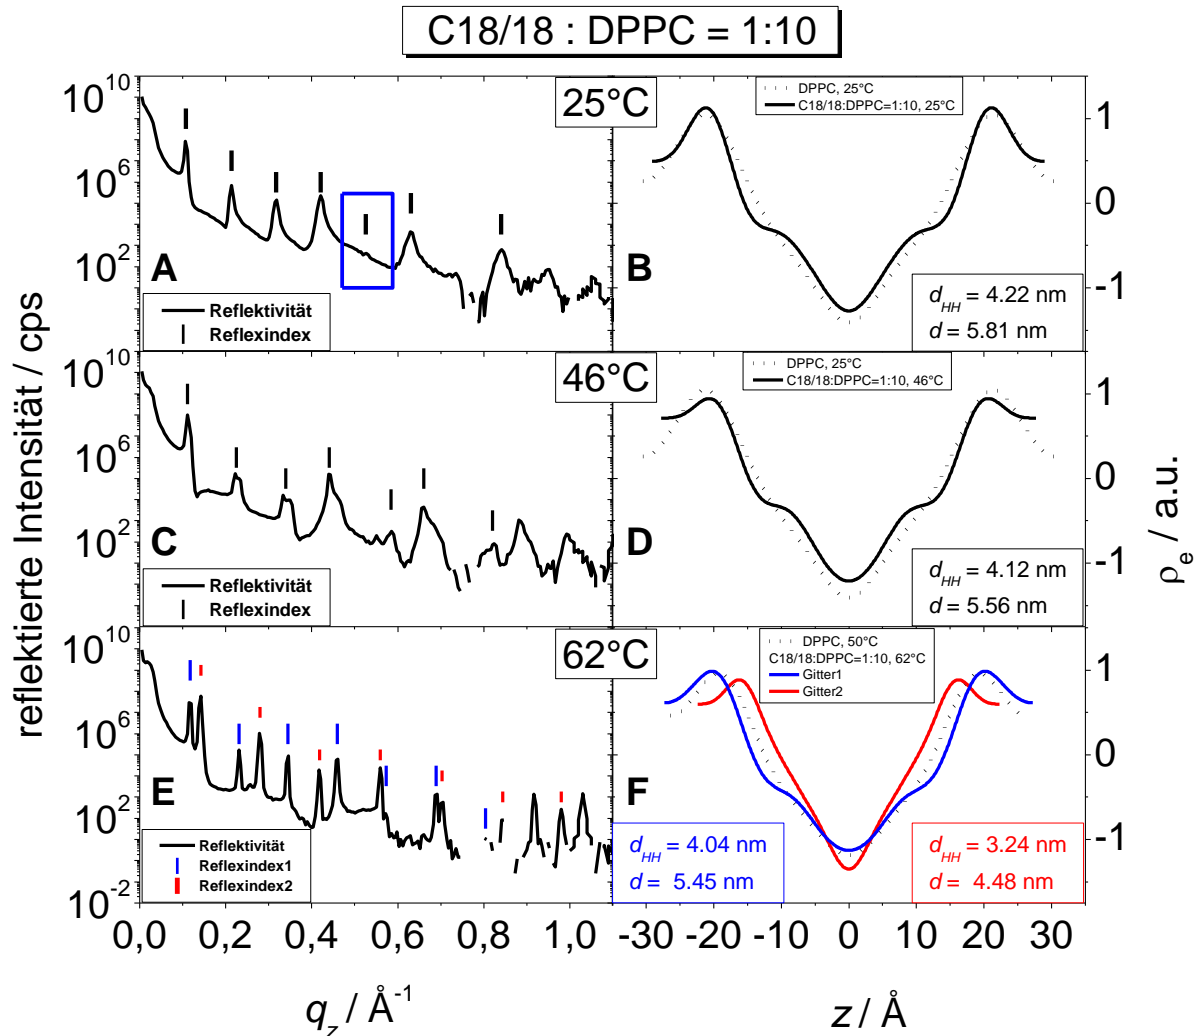 C18/18 : DPPC = 1:10
reflektierte Intensität / cps
10^10
10^6
10^2
25°C
A
Reflektivität
Reflexindex
DPPC, 25°C
C18/18:DPPC=1:10, 25°C
B
d_HH = 4.22 nm
d = 5.81 nm
1
0
-1
10^10
10^6
10^2
46°C
C
Reflektivität
Reflexindex
DPPC, 25°C
C18/18:DPPC=1:10, 46°C
D
d_HH = 4.12 nm
d = 5.56 nm
1
0
-1
ρ_e / a.u.
10^10
10^6
10^2
10^-2
62°C
E
Reflektivität
Reflexindex1
Reflexindex2
DPPC, 50°C
C18/18:DPPC=1:10, 62°C
Gitter1
Gitter2
F
d_HH = 4.04 nm
d = 5.45 nm
d_HH = 3.24 nm
d = 4.48 nm
1
0
-1
0,0 0,2 0,4 0,6 0,8 1,0
-30 -20 -10 0 10 20 30
q_z / Å^-1
z / Å